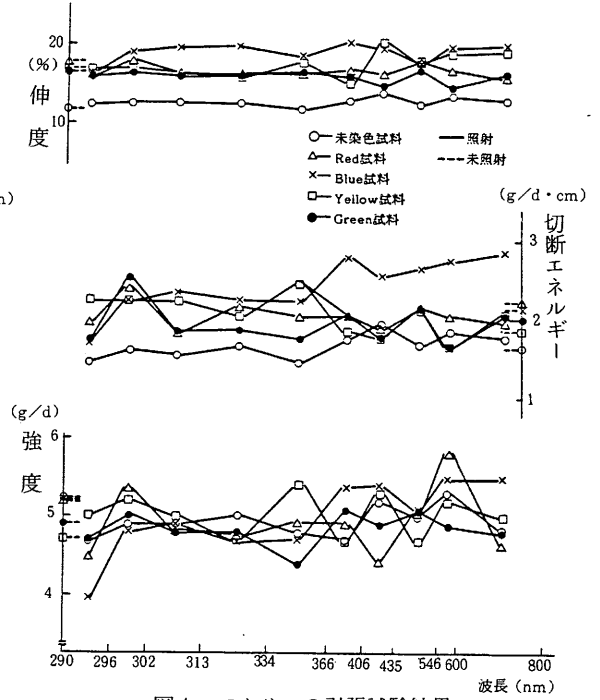 20
(%)
伸
度
10
未染色試料
照射
Red試料
未照射
Blue試料
Yellow試料
Green試料
(g/d・cm)
切断エネルギー
3
2
1
(g/d)
強
度
6
5
4
290
296
302
313
334
366
406
435
546
600
800
波長 (nm)